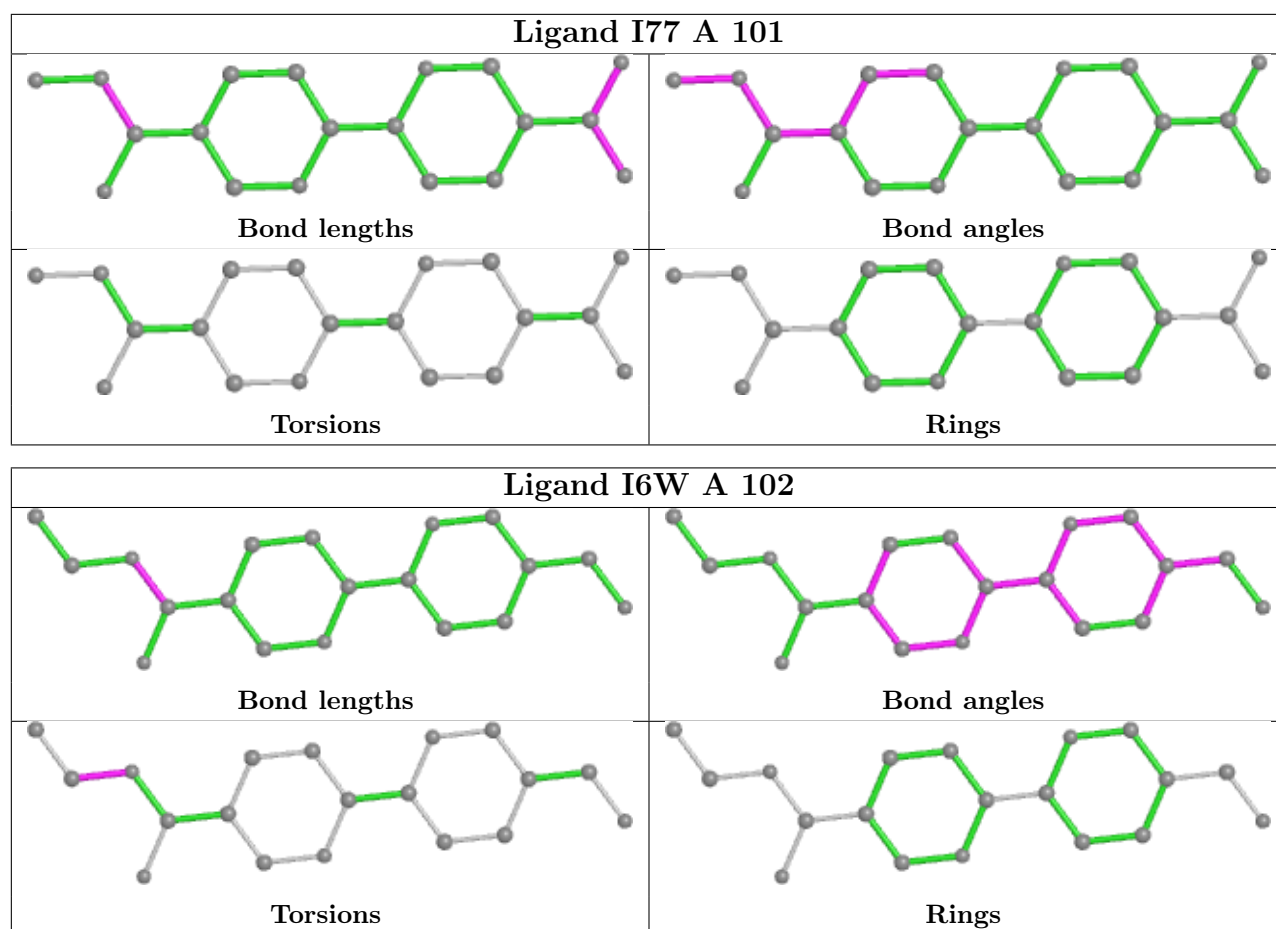 Ligand I77 A 101
Bond lengths
Bond angles
Torsions
Rings
Ligand I6W A 102
Bond lengths
Bond angles
Torsions
Rings